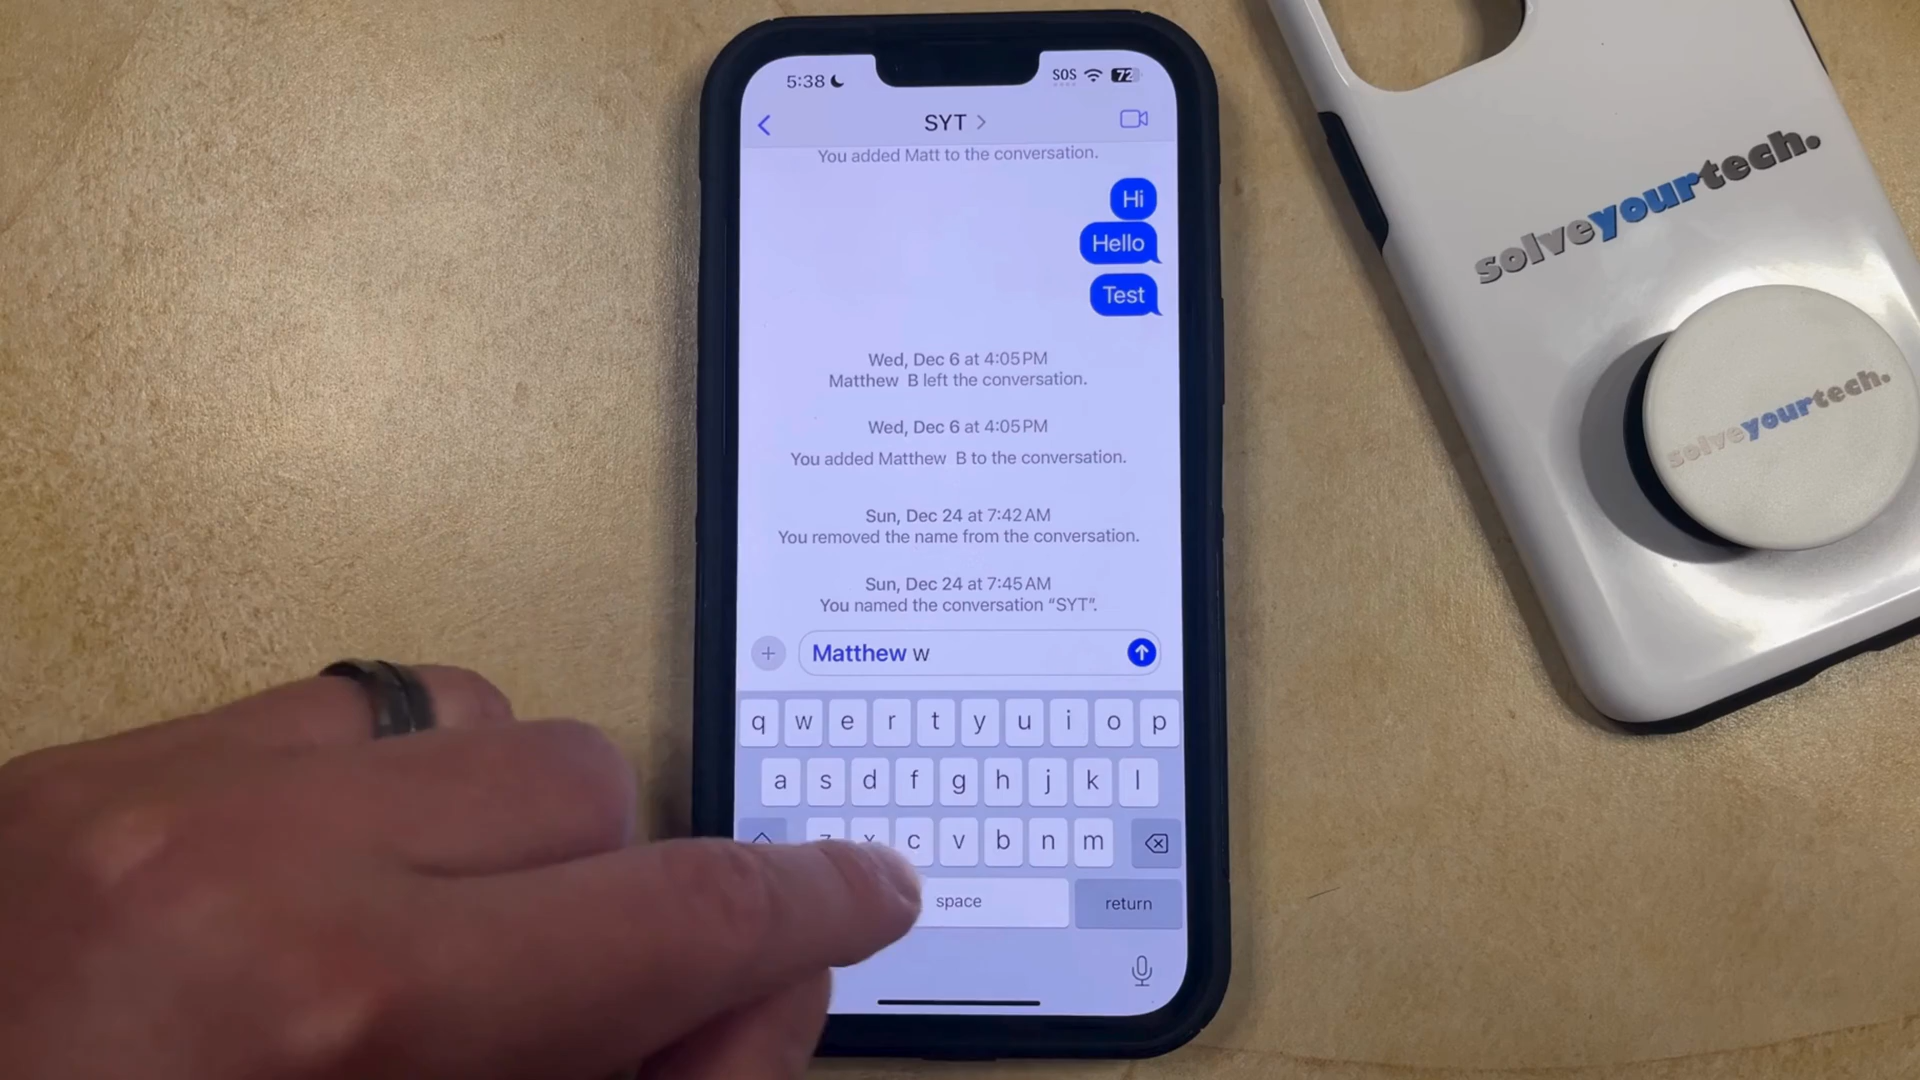 5:38
SOS
72
SYT >
You added Matt to the conversation.
Hi
Hello
Test
Wed, Dec 6 at 4:05 PM
Matthew B left the conversation.
Wed, Dec 6 at 4:05 PM
You added Matthew B to the conversation.
Sun, Dec 24 at 7:42 AM
You removed the name from the conversation.
Sun, Dec 24 at 7:45 AM
You named the conversation “SYT”.
Matthew w
q w e r t y u i o p
a s d f g h j k l
z x c v b n m
space return
solveyourtech.
solveyourtech.